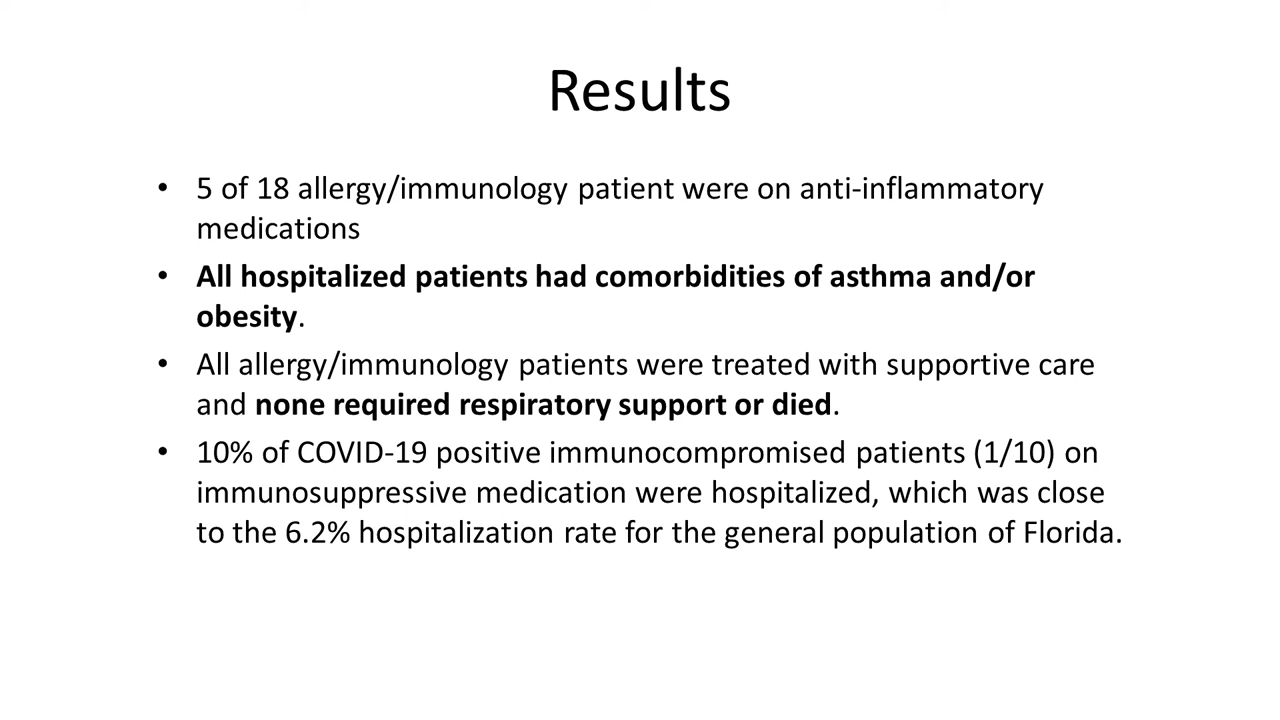 Results
• 5 of 18 allergy/immunology patient were on anti-inflammatory
medications
• All hospitalized patients had comorbidities of asthma and/or
obesity.
• All allergy/immunology patients were treated with supportive care
and none required respiratory support or died.
• 10% of COVID-19 positive immunocompromised patients (1/10) on
immunosuppressive medication were hospitalized, which was close
to the 6.2% hospitalization rate for the general population of Florida.